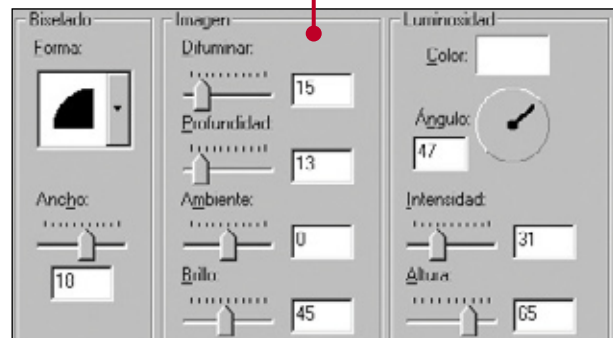 Biselado
Forma:
Ancho:
10
Imagen
Difuminar:
15
Profundidad:
13
Ambiente:
0
Brillo:
45
Luminosidad
Color:
Ángulo:
47
Intensidad:
31
Altura:
65